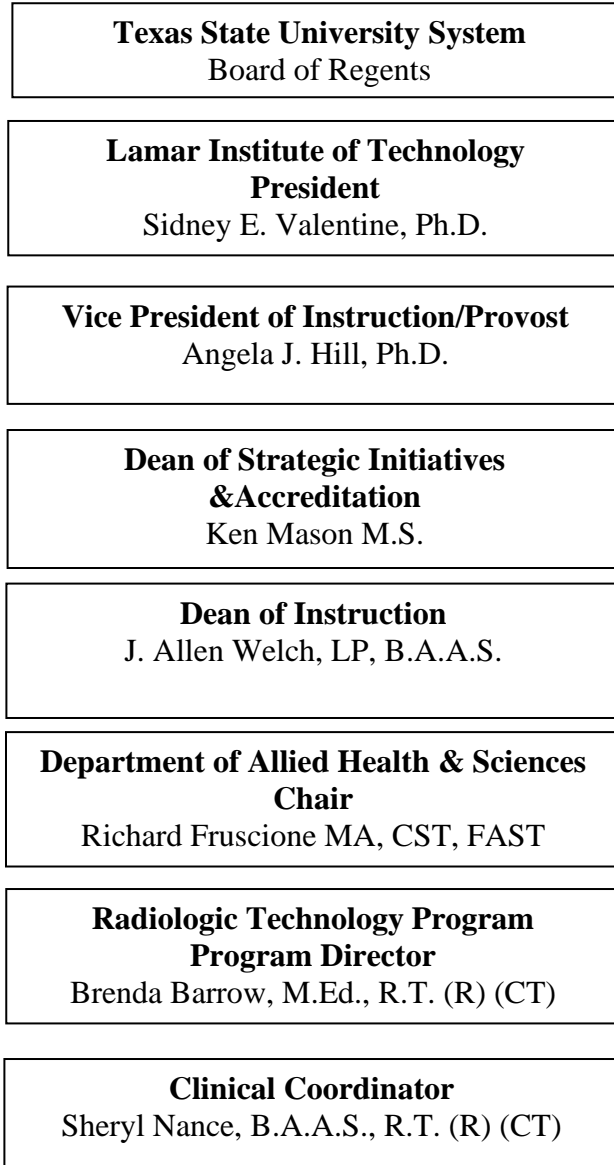 Texas State University System
Board of Regents
Lamar Institute of Technology
President
Sidney E. Valentine, Ph.D.
Vice President of Instruction/Provost
Angela J. Hill, Ph.D.
Dean of Strategic Initiatives
&Accreditation
Ken Mason M.S.
Dean of Instruction
J. Allen Welch, LP, B.A.A.S.
Department of Allied Health & Sciences
Chair
Richard Fruscione MA, CST, FAST
Radiologic Technology Program
Program Director
Brenda Barrow, M.Ed., R.T. (R) (CT)
Clinical Coordinator
Sheryl Nance, B.A.A.S., R.T. (R) (CT)